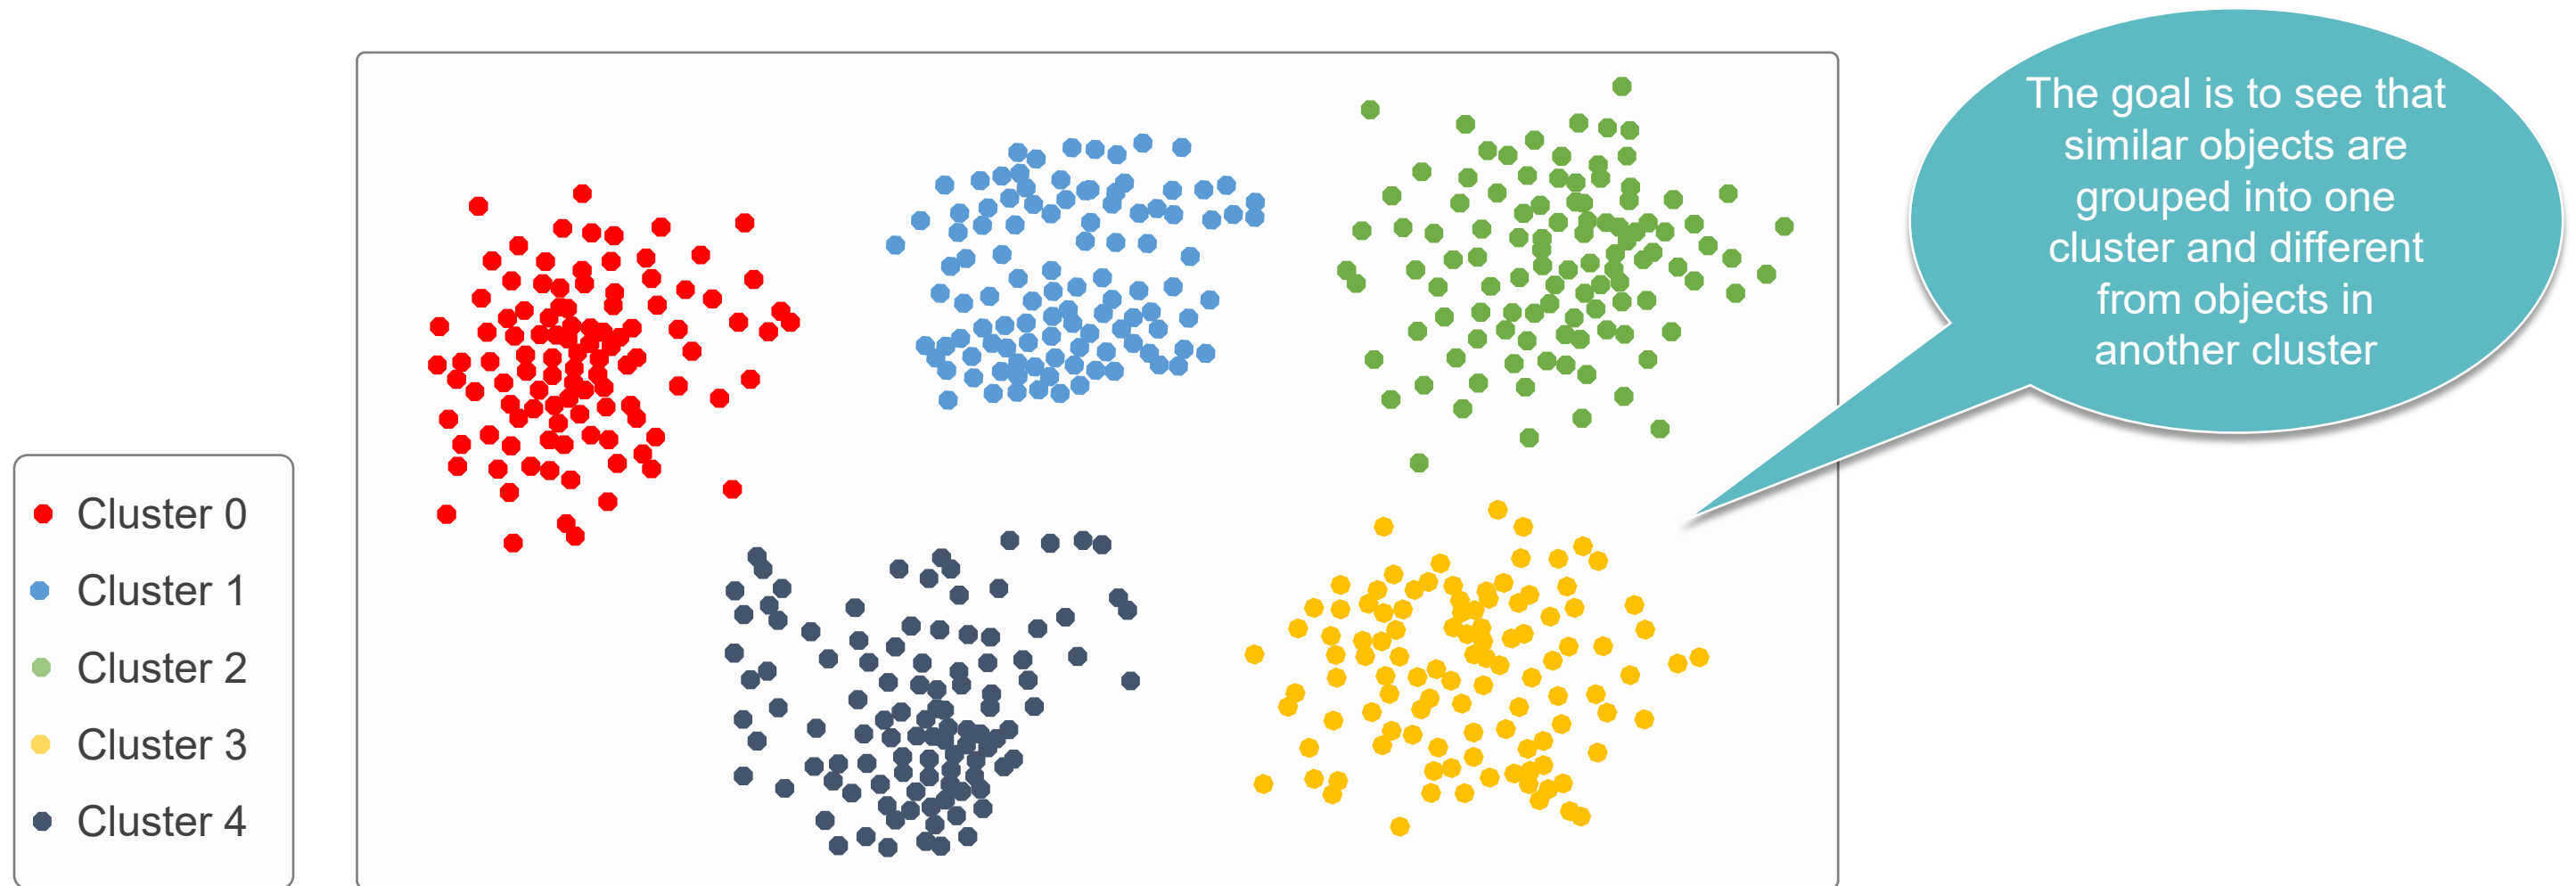 The goal is to see that
similar objects are
grouped into one
cluster and different
from objects in
another cluster
Cluster 0
Cluster 1
Cluster 2
Cluster 3
Cluster 4